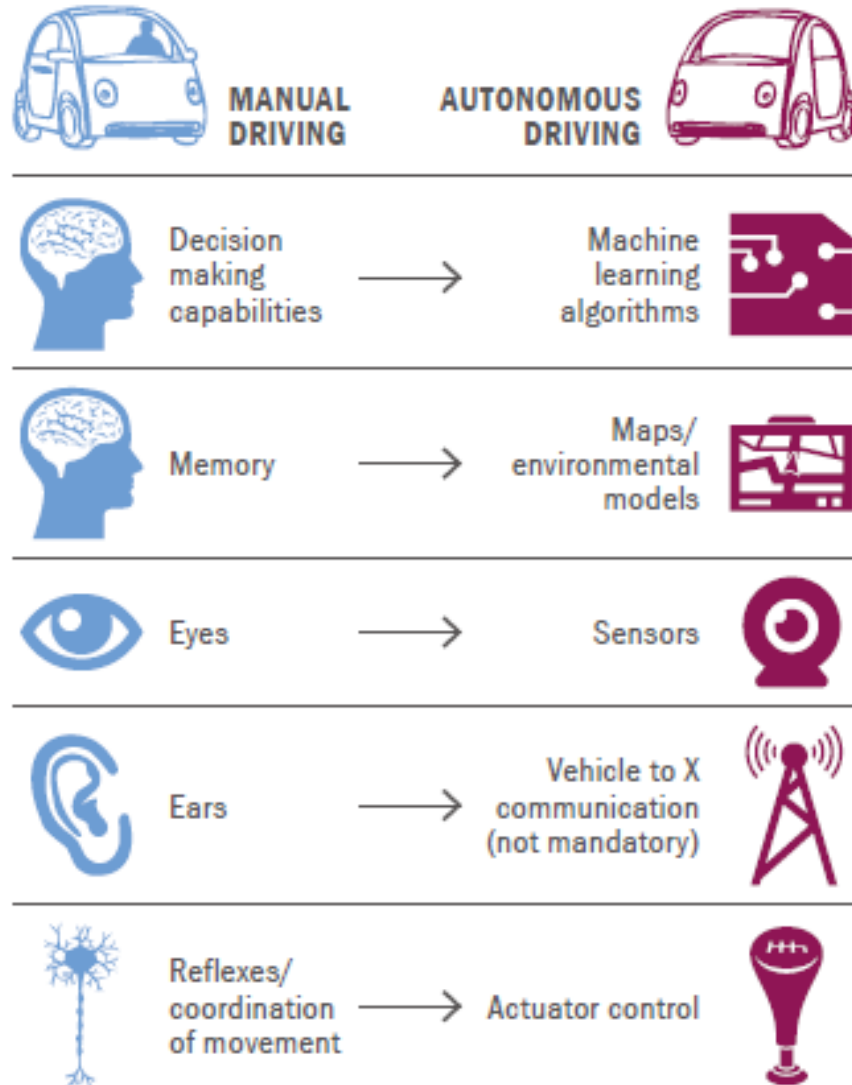 MANUAL
DRIVING
AUTONOMOUS
DRIVING
Decision
making
capabilities
Machine
learning
algorithms
Memory
Maps/
environmental
models
Eyes
Sensors
Ears
Vehicle to X
communication
(not mandatory)
Reflexes/
coordination
of movement
Actuator control